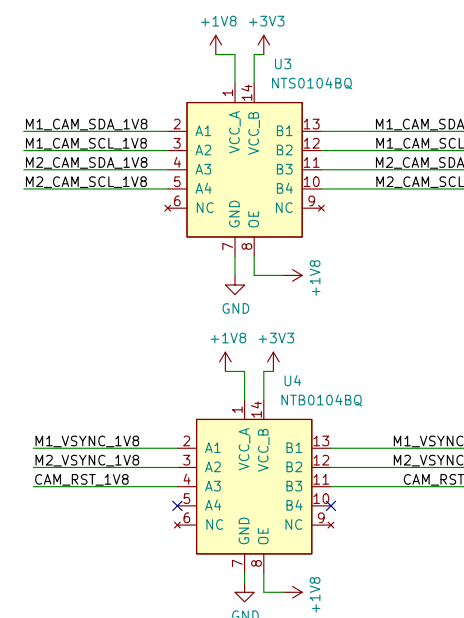 +1V8 +3V3
U3
NTS0104BQ
1 14
VCC_A VCC_B
M1_CAM_SDA_1V8 2 A1 B1 13 M1_CAM_SDA
M1_CAM_SCL_1V8 3 A2 B2 12 M1_CAM_SCL
M2_CAM_SDA_1V8 4 A3 B3 11 M2_CAM_SDA
M2_CAM_SCL_1V8 5 A4 B4 10 M2_CAM_SCL
6 NC NC 9
GND OE
7 8
+1V8
GND
+1V8 +3V3
U4
NTB0104BQ
1 14
VCC_A VCC_B
M1_VSYNC_1V8 2 A1 B1 13 M1_VSYNC
M2_VSYNC_1V8 3 A2 B2 12 M2_VSYNC
CAM_RST_1V8 4 A3 B3 11 CAM_RST
5 A4 B4 10
6 NC NC 9
GND OE
7 8
+1V8
GND